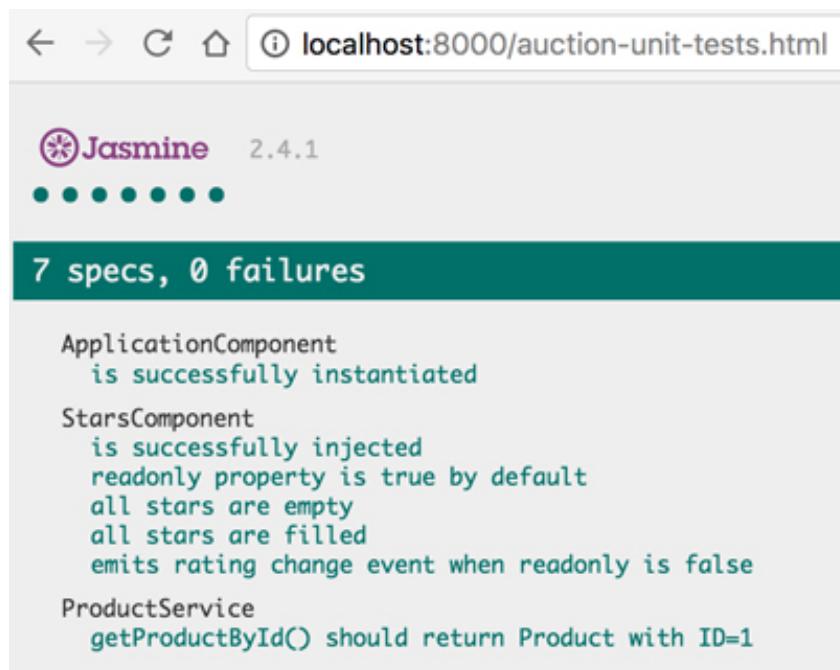 localhost:8000/auction-unit-tests.html
Jasmine 2.4.1
7 specs, 0 failures
ApplicationComponent
is successfully instantiated
StarsComponent
is successfully injected
readonly property is true by default
all stars are empty
all stars are filled
emits rating change event when readonly is false
ProductService
getProductById() should return Product with ID=1